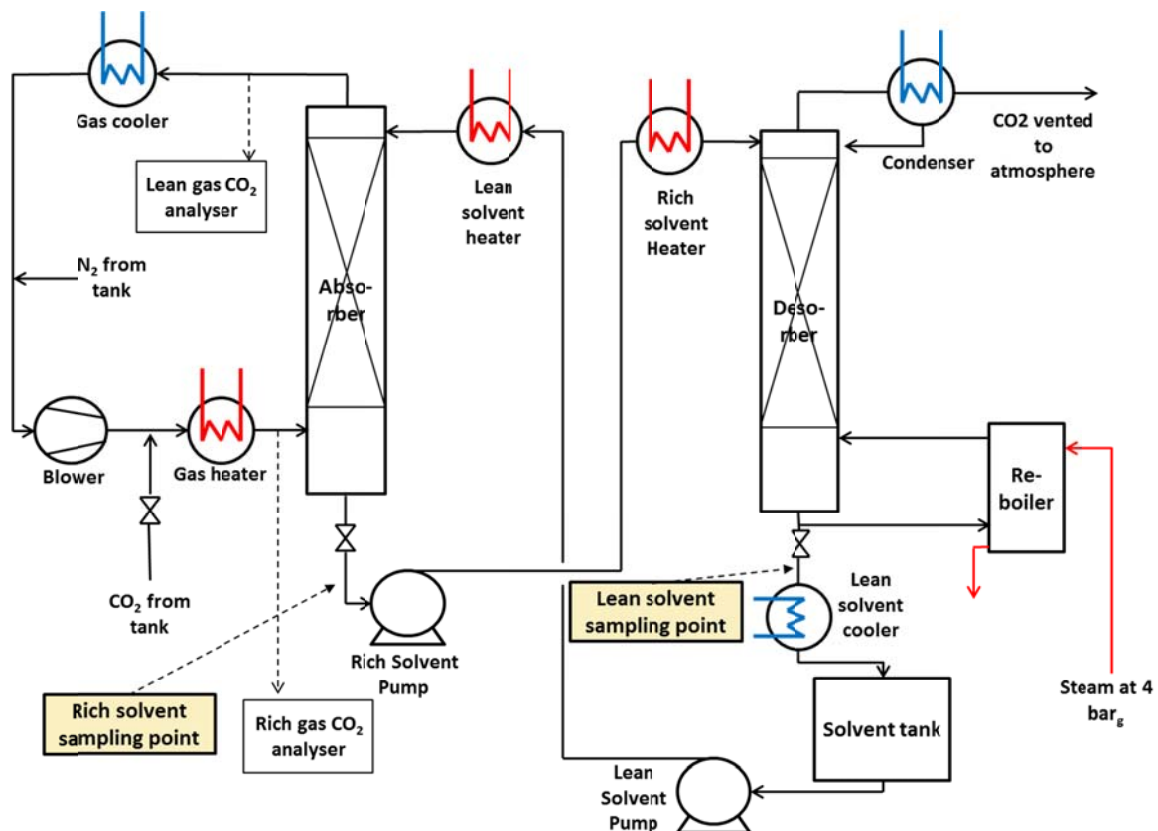 Gas cooler
Lean gas CO₂
analyser
N₂ from
tank
Blower
CO₂ from
tank
Gas heater
Abso-
rber
Lean
solvent
heater
Rich
solvent
Heater
Condenser
CO2 vented
to
atmosphere
Deso-
rber
Re-
boiler
Steam at 4
bar₉
Lean solvent
sampling point
Lean
solvent
cooler
Rich Solvent
Pump
Rich solvent
sampling point
Rich gas CO₂
analyser
Solvent tank
Lean
Solvent
Pump